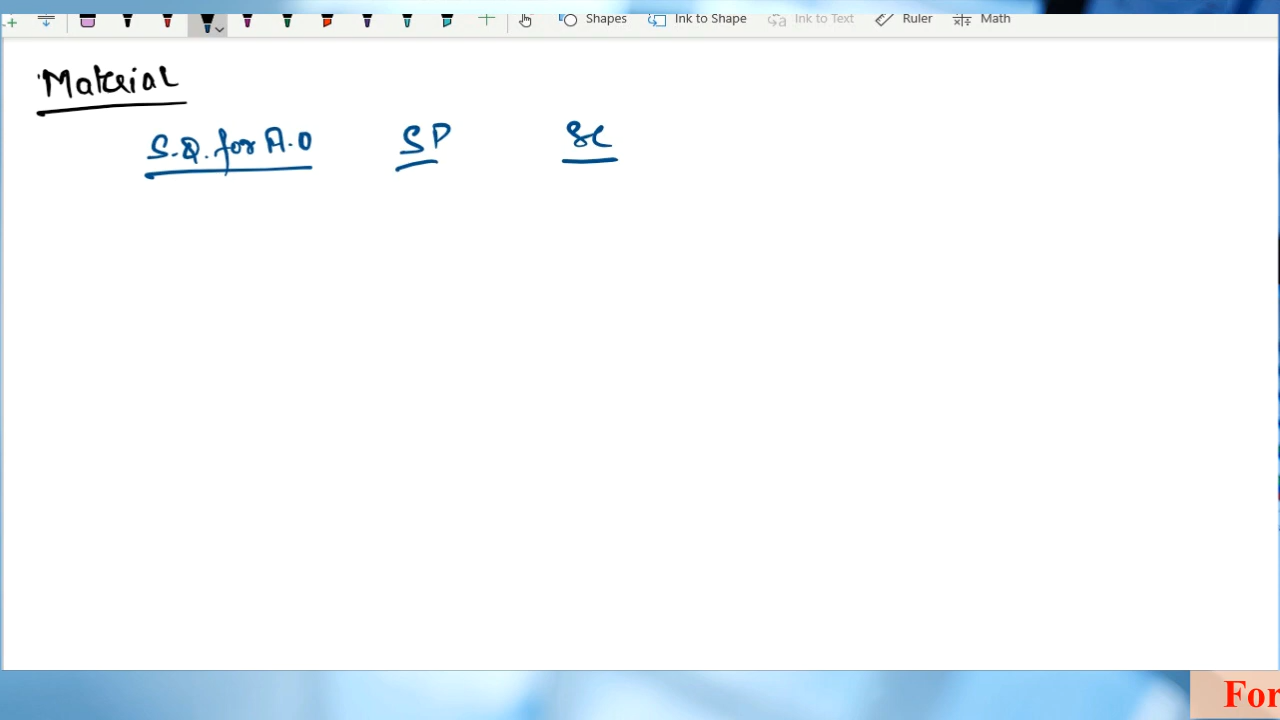 Shapes Ink to Shape Ink to Text Ruler Math
Material
S.Q. for A.O SP SC
For